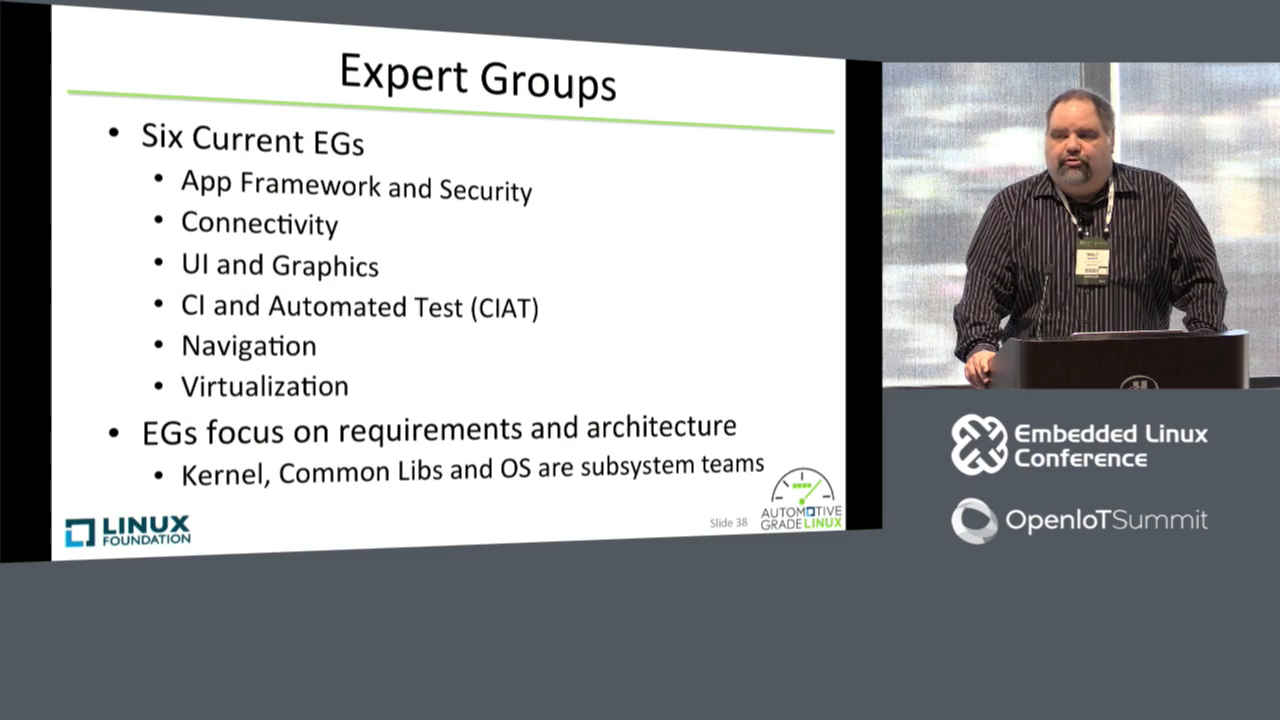 Expert Groups
• Six Current EGs
• App Framework and Security
• Connectivity
• UI and Graphics
• CI and Automated Test (CIAT)
• Navigation
• Virtualization
• EGs focus on requirements and architecture
• Kernel, Common Libs and OS are subsystem teams
LINUX
FOUNDATION
Slide 38
AUTOMOTIVE
GRADELINUX
WALT
Embedded Linux
Conference
OpenIoTSummit